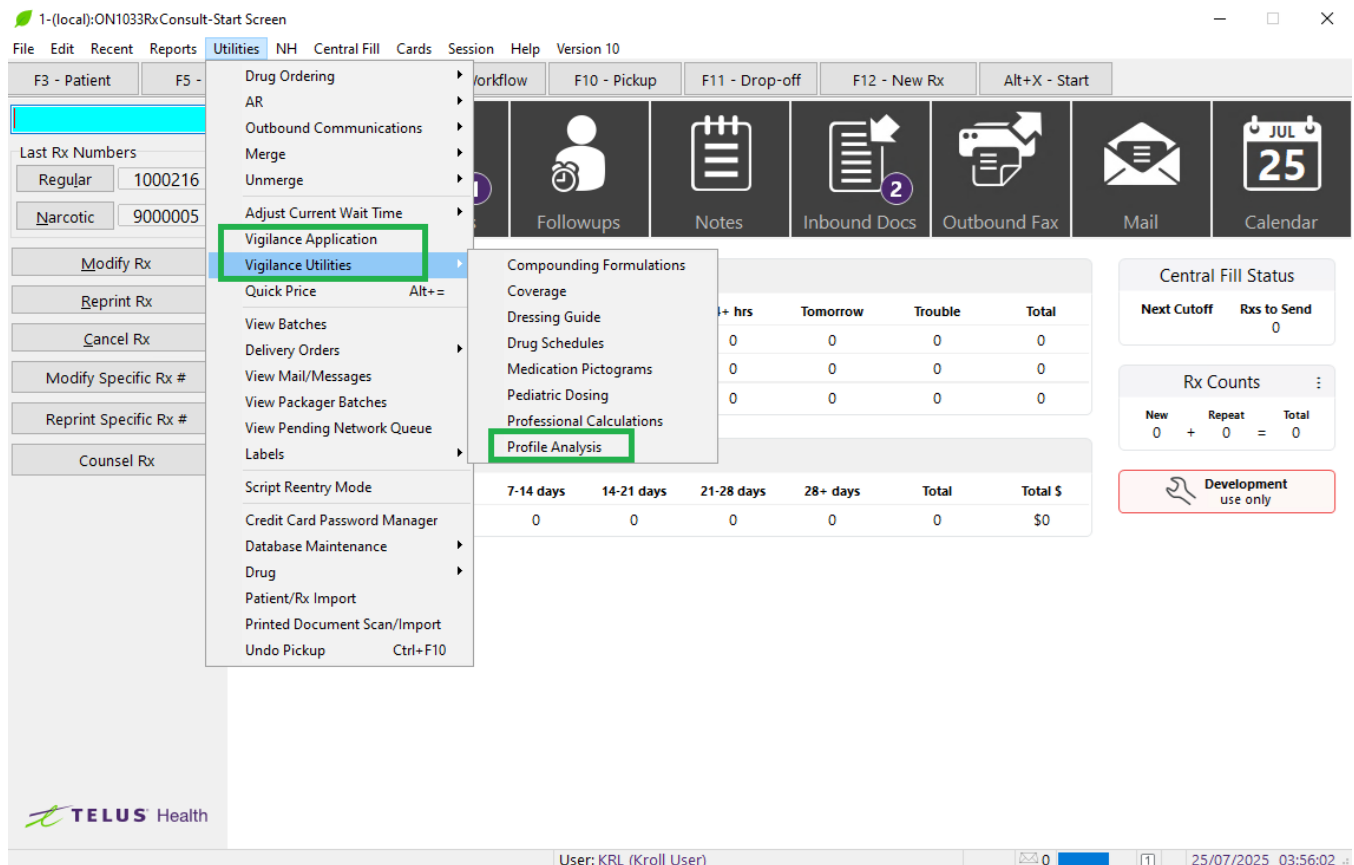 1-(local):ON1033RxConsult-Start Screen
File Edit Recent Reports Utilities NH Central Fill Cards Session Help Version 10
F3 - Patient F5 - Workflow F10 - Pickup F11 - Drop-off F12 - New Rx Alt+X - Start
Last Rx Numbers
Regular 1000216
Narcotic 9000005
Modify Rx
Reprint Rx
Cancel Rx
Modify Specific Rx #
Reprint Specific Rx #
Counsel Rx
Drug Ordering
AR
Outbound Communications
Merge
Unmerge
Adjust Current Wait Time
Vigilance Application
Vigilance Utilities
Quick Price Alt+=
View Batches
Delivery Orders
View Mail/Messages
View Packager Batches
View Pending Network Queue
Labels
Script Reentry Mode
Credit Card Password Manager
Database Maintenance
Drug
Patient/Rx Import
Printed Document Scan/Import
Undo Pickup Ctrl+F10
Compounding Formulations
Coverage
Dressing Guide
Drug Schedules
Medication Pictograms
Pediatric Dosing
Professional Calculations
Profile Analysis
Followups
Notes
2
Inbound Docs
Outbound Fax
Mail
JUL
25
Calendar
+ hrs Tomorrow Trouble Total
0 0 0 0
0 0 0 0
0 0 0 0
7-14 days 14-21 days 21-28 days 28+ days Total Total $
0 0 0 0 0 $0
Central Fill Status
Next Cutoff Rxs to Send
0
Rx Counts
New Repeat Total
0 + 0 = 0
Development
use only
TELUS Health
User: KRL (Kroll User) 0 1 25/07/2025 03:56:02